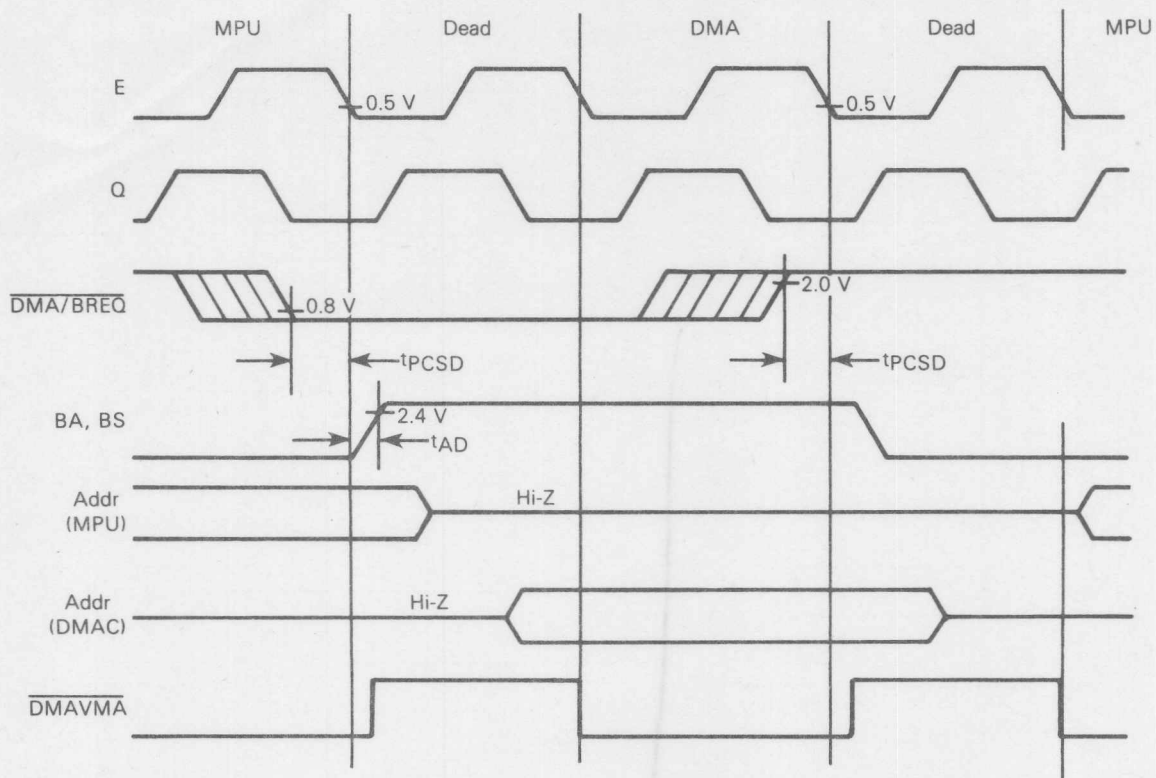 MPU Dead DMA Dead MPU
E
0.5 V 0.5 V
Q
DMA/BREQ
0.8 V 2.0 V
tPCSD tPCSD
BA, BS
2.4 V
tAD
Addr
(MPU)
Hi-Z
Addr
(DMAC)
Hi-Z
DMAVMA